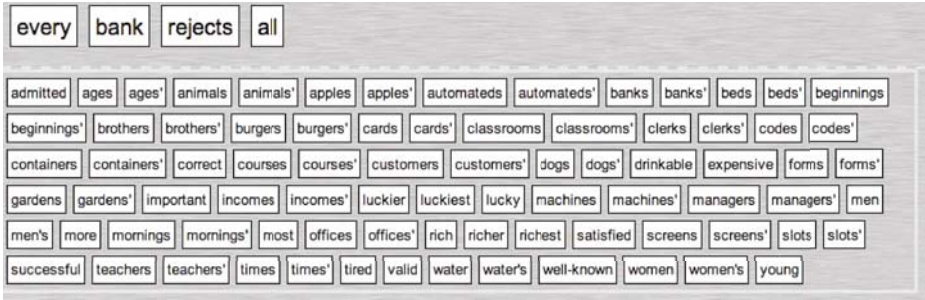 every bank rejects all
admitted ages ages' animals animals' apples apples' automateds automateds' banks banks' beds beds' beginnings
beginnings' brothers brothers' burgers burgers' cards cards' classrooms classrooms' clerks clerks' codes codes'
containers containers' correct courses courses' customers customers' dogs dogs' drinkable expensive forms forms'
gardens gardens' important incomes incomes' luckier luckiest lucky machines machines' managers managers' men
men's more mornings mornings' most offices offices' rich richer richest satisfied screens screens' slots slots'
successful teachers teachers' times times' tired valid water water's well-known women women's young